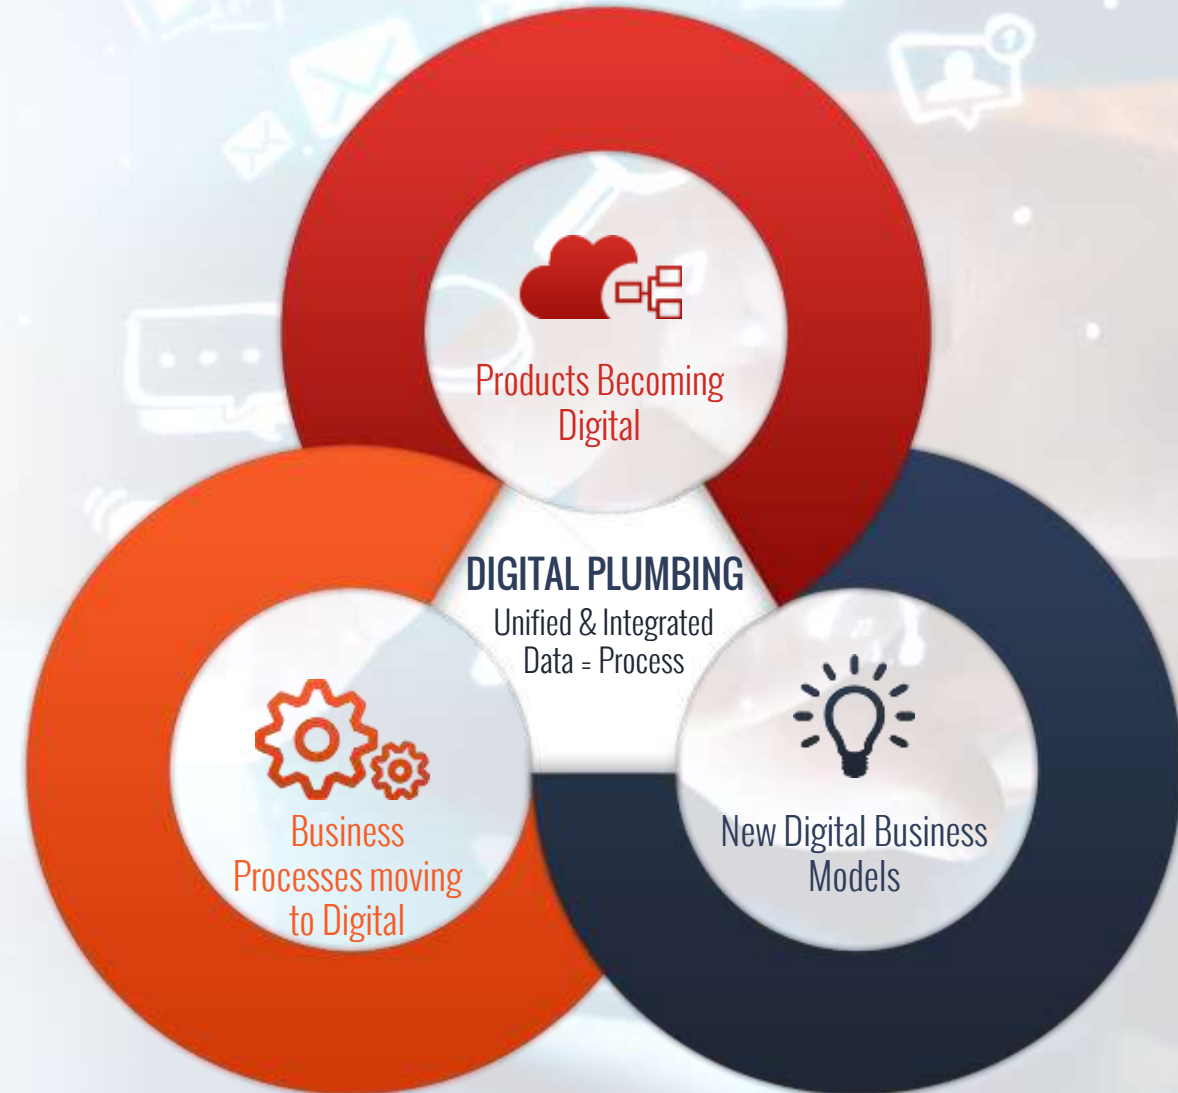 Products Becoming
Digital
DIGITAL PLUMBING
Unified & Integrated
Data = Process
Business
Processes moving
to Digital
New Digital Business
Models